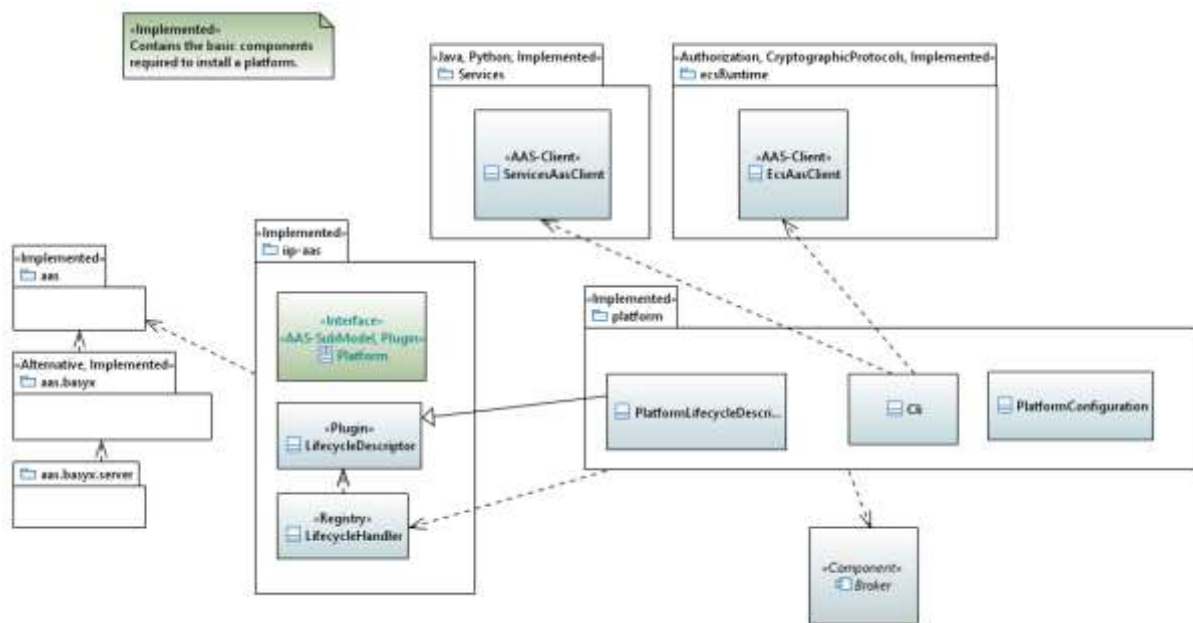 «Implemented»
Contains the basic components
required to install a platform.
«Java, Python, Implemented»
Services
«AAS-Client»
ServicesAasClient
«Authorization, CryptographicProtocols, Implemented»
ecsRuntime
«AAS-Client»
EcsAasClient
«Implemented»
aas
«Alternative, Implemented»
aas.basyx
aas.basyx.server
«Implemented»
iip-aas
«Interface»
«AAS-SubModel, Plugin»
Platform
«Plugin»
LifecycleDescriptor
«Registry»
LifecycleHandler
«Implemented»
platform
PlatformLifecycleDescri...
Cli
PlatformConfiguration
«Component»
Broker